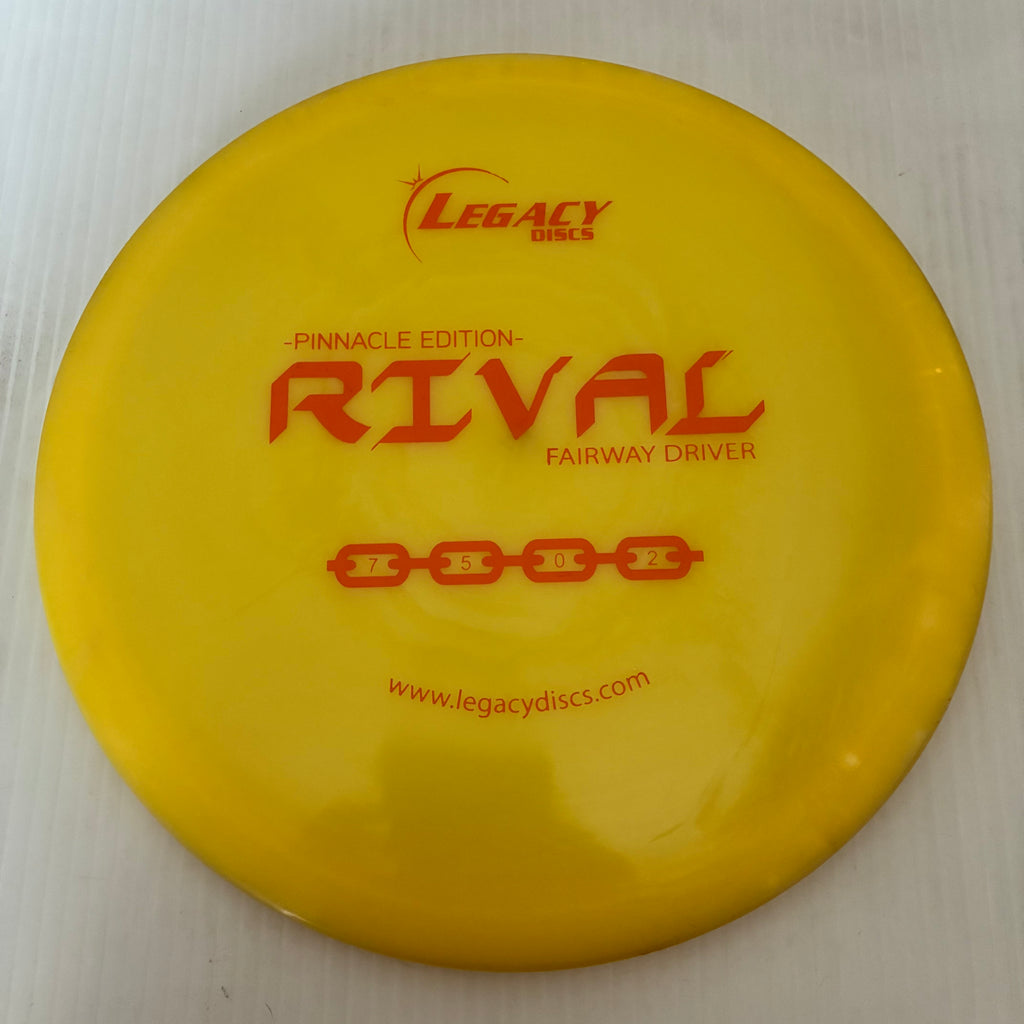 LEGACY
DISCS
-PINNACLE EDITION-
RIVAL
FAIRWAY DRIVER
7 5 0 2
www.legacydiscs.com